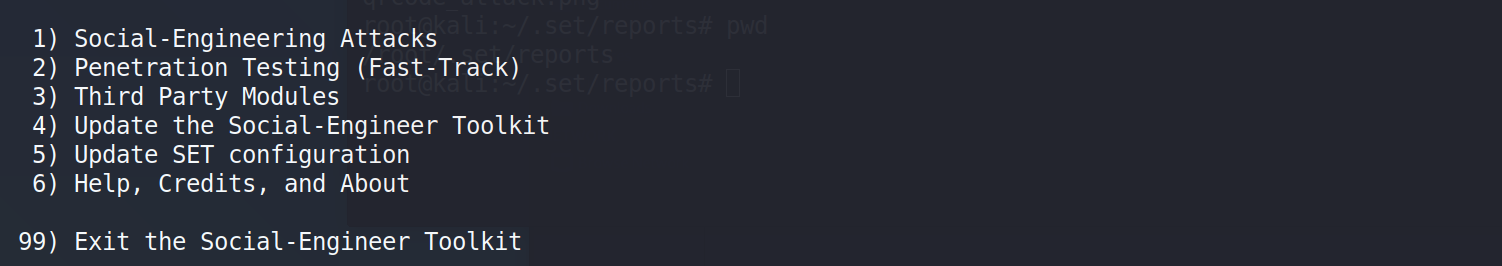 qrcode_attack.png
root@kali:~/.set/reports# pwd
1) Social-Engineering Attacks
/root/.set/reports
2) Penetration Testing (Fast-Track)
root@kali:~/.set/reports#
3) Third Party Modules
4) Update the Social-Engineer Toolkit
5) Update SET configuration
6) Help, Credits, and About
99) Exit the Social-Engineer Toolkit